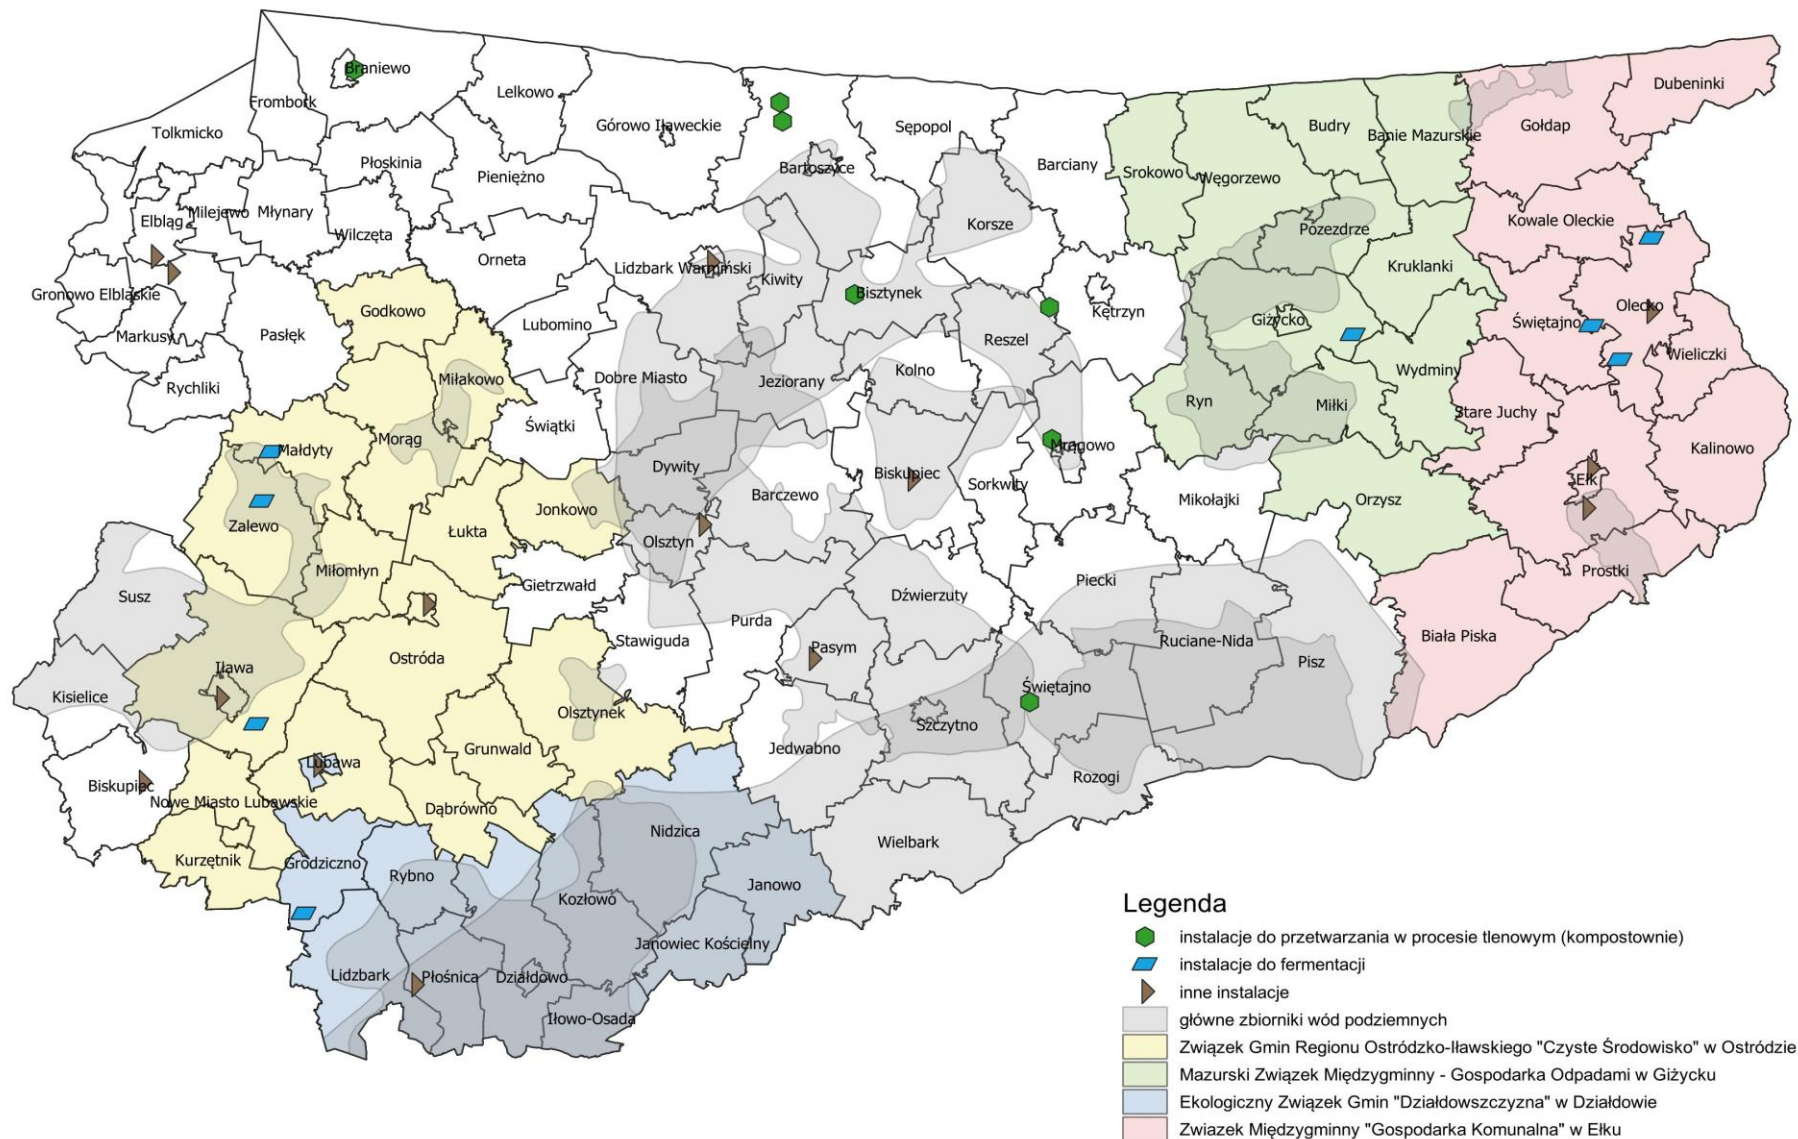 Braniewo
Lelkowo
Dubeninki
Frombork
Tolmicko
Górowo Iławeckie
Sępopol
Budry
Banie Mazurskie
Gołdap
Płoskinia
Bartoszyce
Barciany
Srokowo
Węgorzewo
Pieniężno
Elbląg
Milejewo
Młynary
Wilczęta
Korsze
Pozezdrze
Kowale Oleckie
Orneta
Lidzbark Warmiński
Kiwity
Kruklanki
Gronowo Elbląskie
Bisztynek
Godkowo
Kętrzyn
Giżycko
Olecko
Markusy
Pasłęk
Lubomino
Reszel
Świętajno
Wieliczki
Rychliki
Miłakowo
Dobre Miasto
Jeziorany
Kolno
Wydminy
Ryn
Miłki
Stare Juchy
Świątki
Morąg
Małdyty
Mrągowo
Kalinowo
Dywity
Biskupiec
Barczewo
Sorkwity
Mikołajki
Orzysz
Ełk
Jonkowo
Zalewo
Łukta
Olsztyn
Miłomłyn
Gietrzwałd
Prostki
Susz
Dźwierzuty
Piecki
Purda
Stawiguda
Ruciane-Nida
Biała Piska
Pasym
Ostróda
Pisz
Iława
Kisielice
Świętajno
Olsztynek
Szczytno
Grunwald
Jedwabno
Lubawa
Rozogi
Biskupiec
Nowe Miasto Lubawskie
Dąbrówno
Nidzica
Wielbark
Kurzętnik
Grodziczno
Rybno
Janowo
Kozłowo
Janowiec Kościelny
Lidzbark
Płośnica
Działdowo
Iłowo-Osada
Legenda
instalacje do przetwarzania w procesie tlenowym (kompostownie)
instalacje do fermentacji
inne instalacje
główne zbiorniki wód podziemnych
Związek Gmin Regionu Ostródzko-Iławskiego "Czyste Środowisko" w Ostródzie
Mazurski Związek Międzygminny - Gospodarka Odpadami w Giżycku
Ekologiczny Związek Gmin "Działdowszczyzna" w Działdowie
Zwiazek Międzygminny "Gospodarka Komunalna" w Ełku